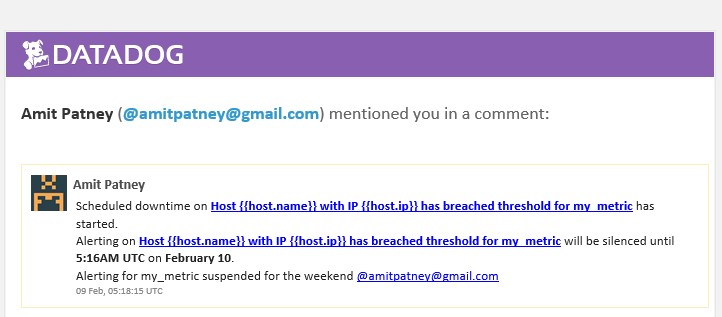 DATADOG
Amit Patney (@amitpatney@gmail.com) mentioned you in a comment:
Amit Patney
Scheduled downtime on Host {{host.name}} with IP {{host.ip}} has breached threshold for my_metric has
started.
Alerting on Host {{host.name}} with IP {{host.ip}} has breached threshold for my_metric will be silenced until
5:16AM UTC on February 10.
Alerting for my_metric suspended for the weekend @amitpatney@gmail.com
09 Feb, 05:18:15 UTC